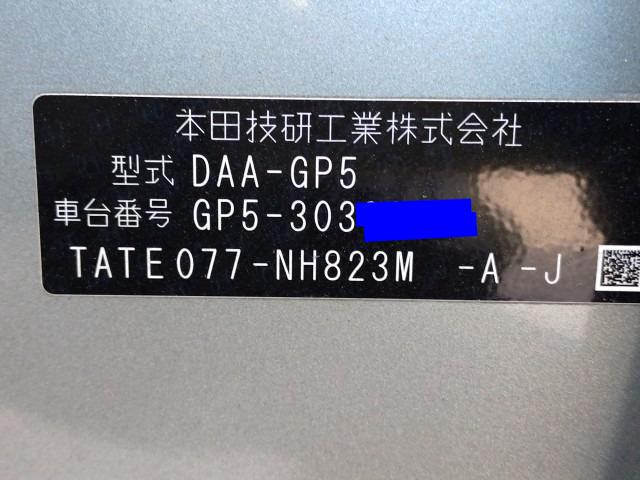 本田技研工業株式会社
型式 DAA-GP5
車台番号 GP5-303
TATE077-NH823M -A -J